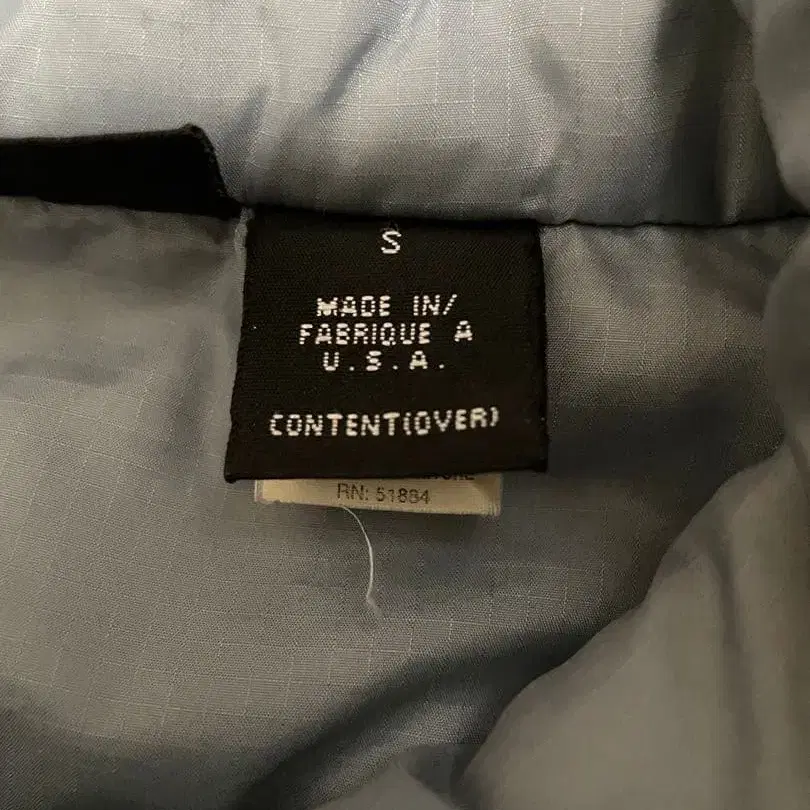 S
MADE IN/
FABRIQUE A
U.S.A.
CONTENT(OVER)
RN: 51884